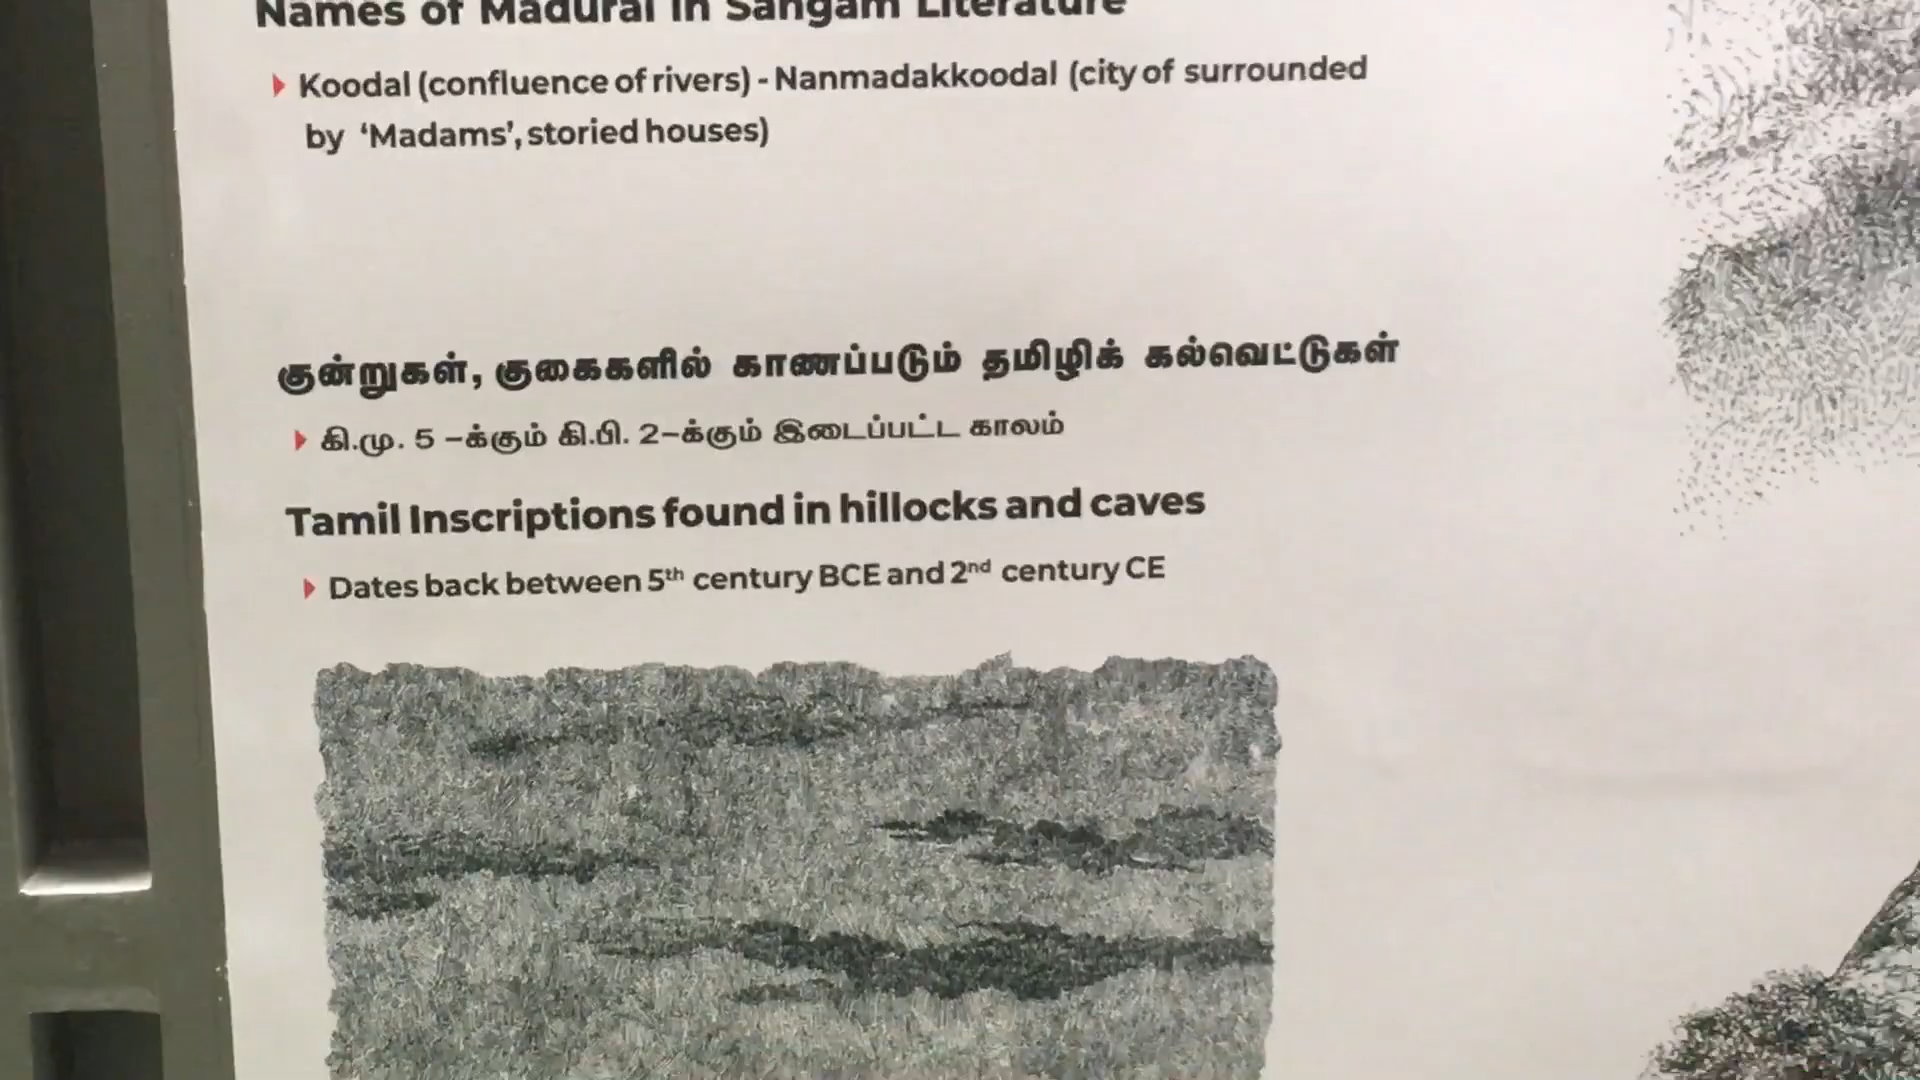 Names of Madurai in Sangam Literature
Koodal (confluence of rivers) - Nanmadakkoodal (city of surrounded
by ‘Madams’, storied houses)
குன்றுகள், குகைகளில் காணப்படும் தமிழிக் கல்வெட்டுகள்
கி.மு. 5 –க்கும் கி.பி. 2–க்கும் இடைப்பட்ட காலம்
Tamil Inscriptions found in hillocks and caves
Dates back between 5th century BCE and 2nd century CE